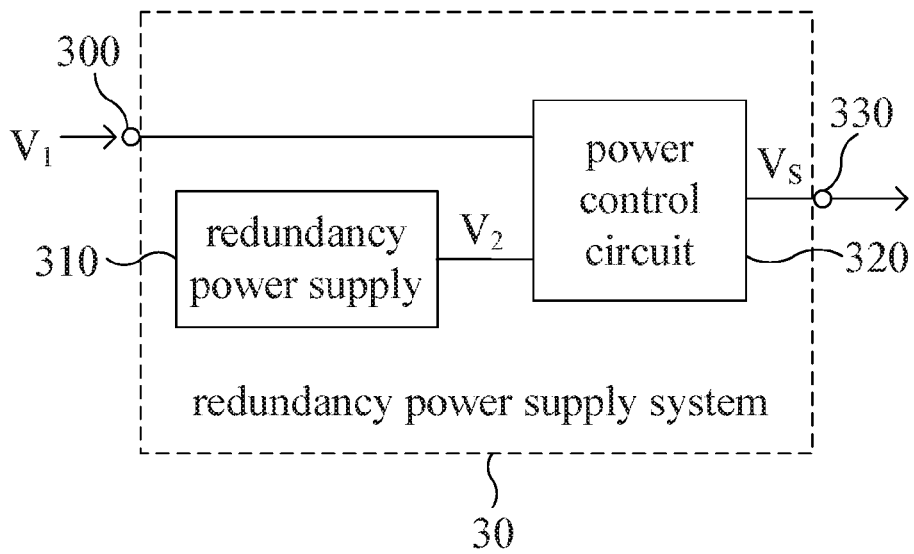 300
V1
power
control
circuit
VS
330
310
redundancy
power supply
V2
320
redundancy power supply system
30